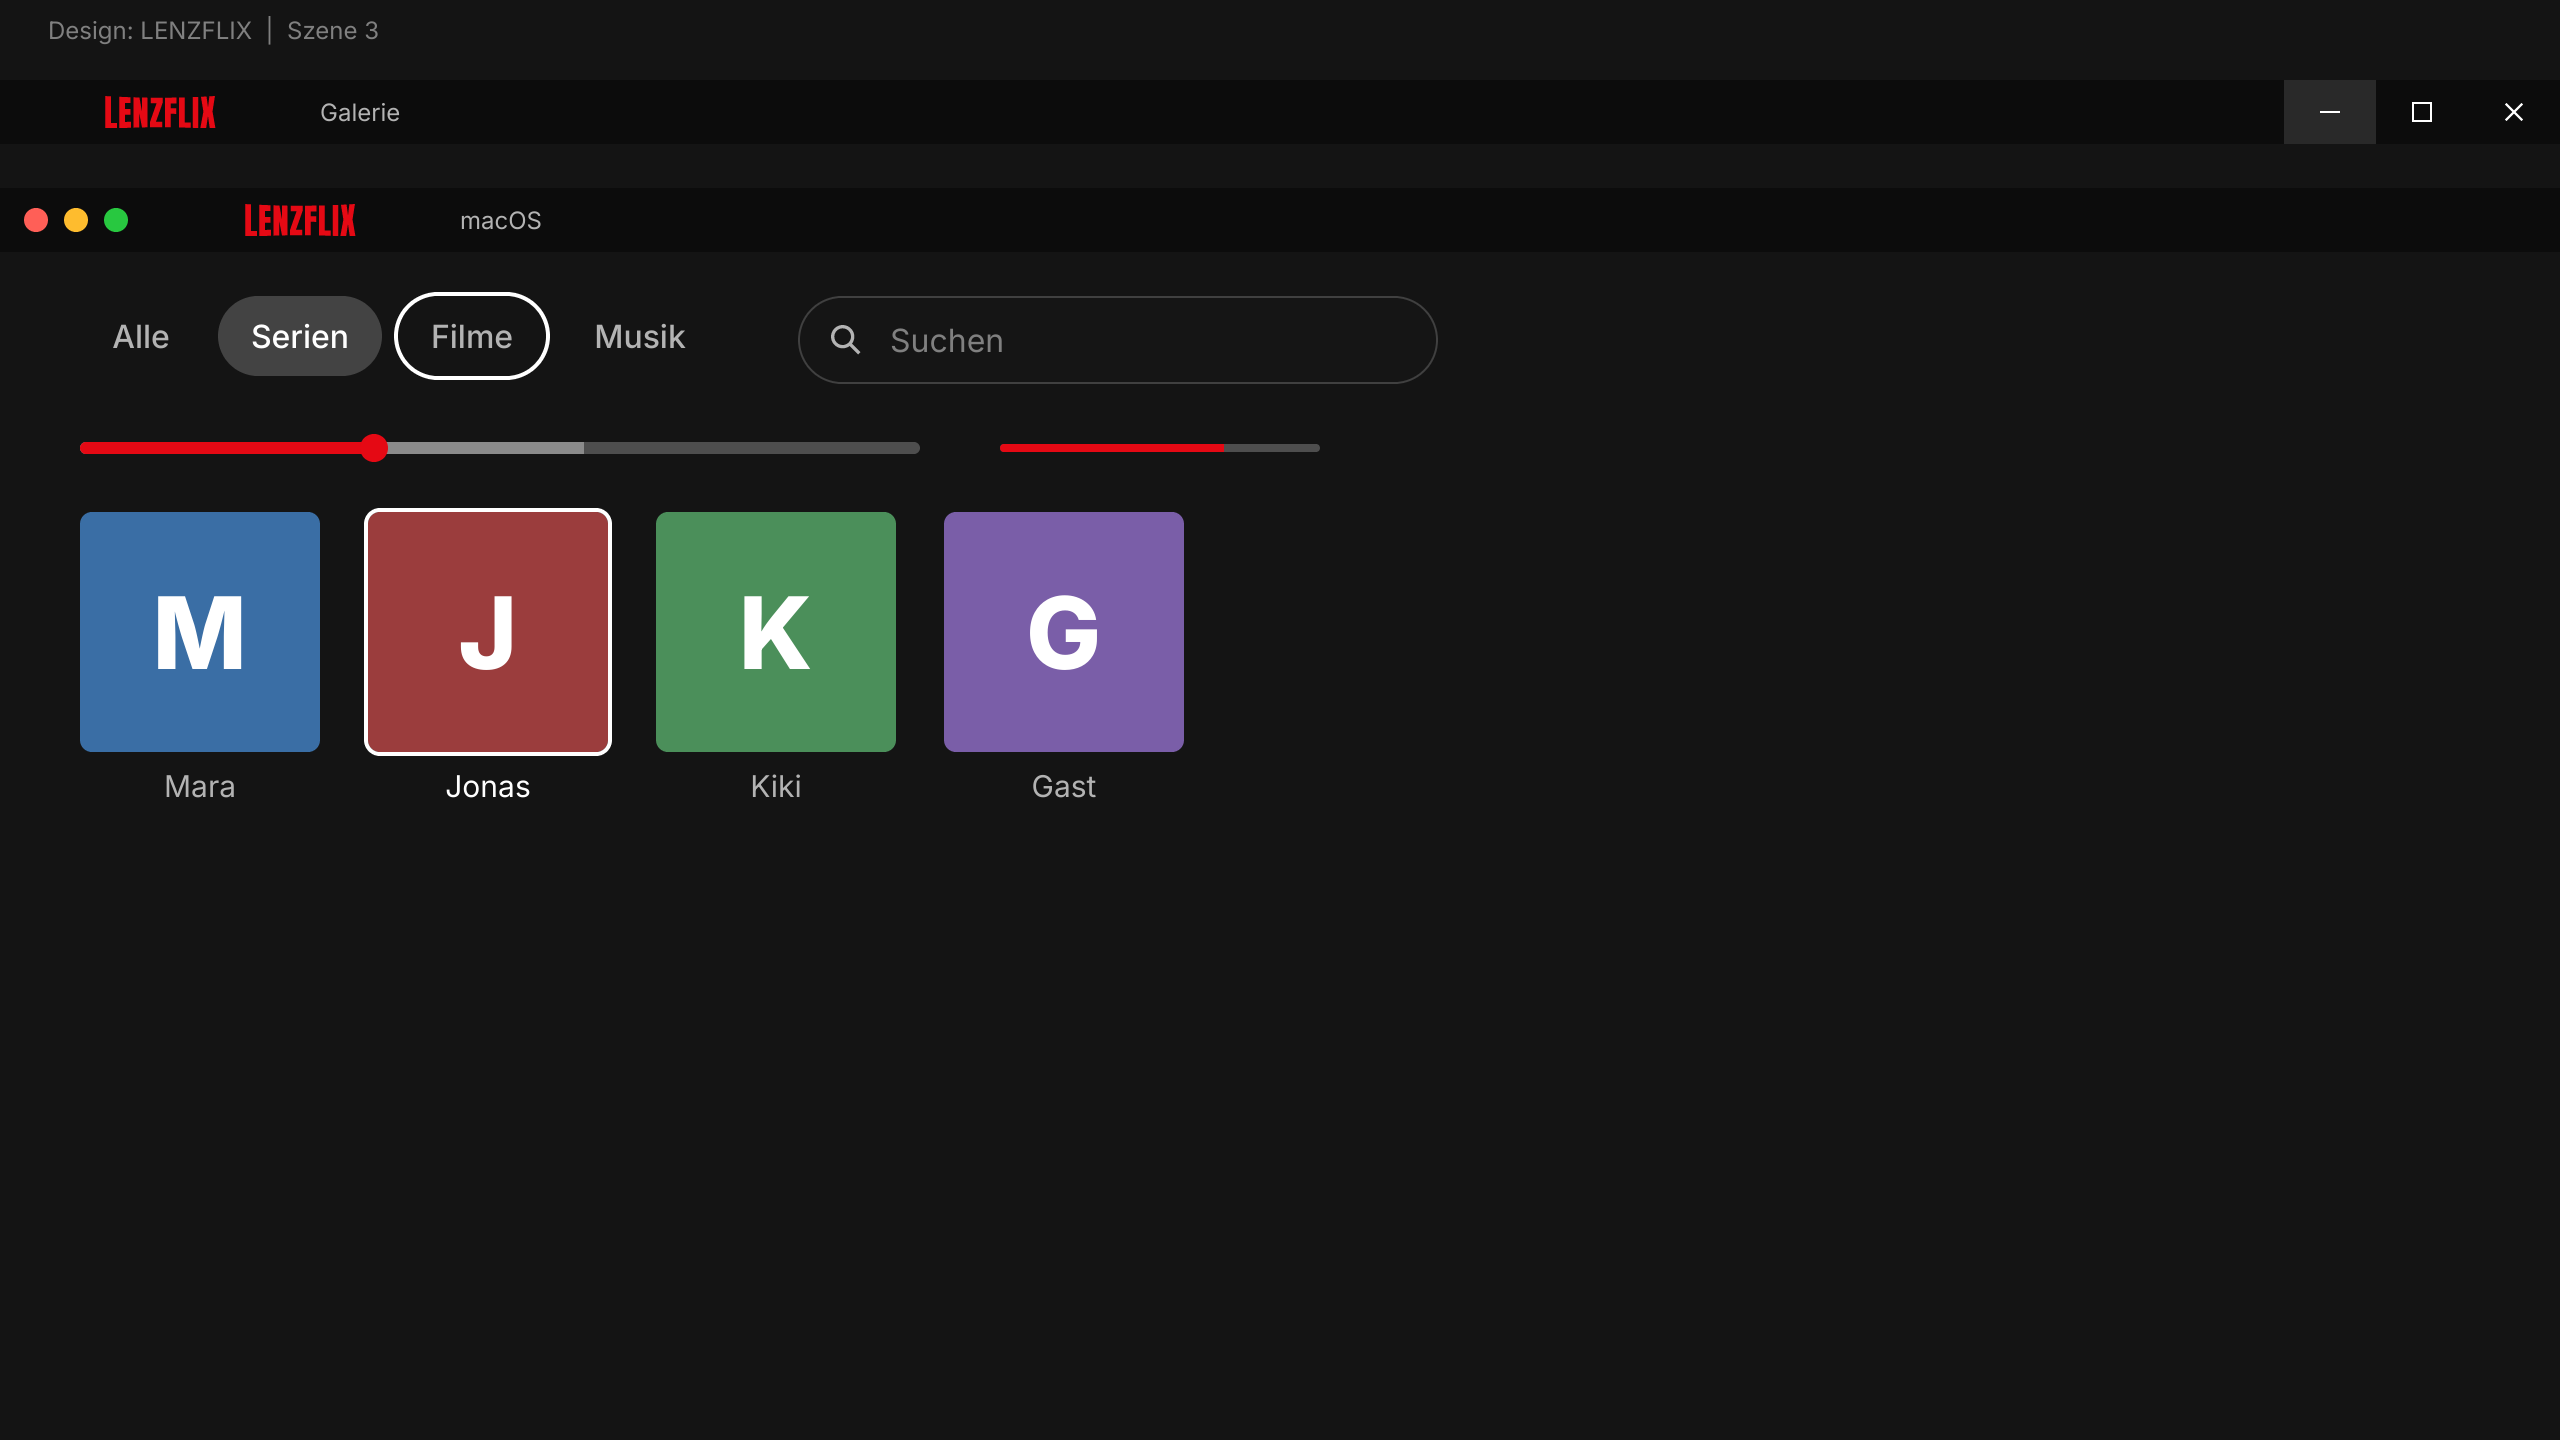 Design: LENZFLIX | Szene 3
LENZFLIX Galerie
LENZFLIX macOS
Alle Serien Filme Musik Suchen
M J K G
Mara Jonas Kiki Gast